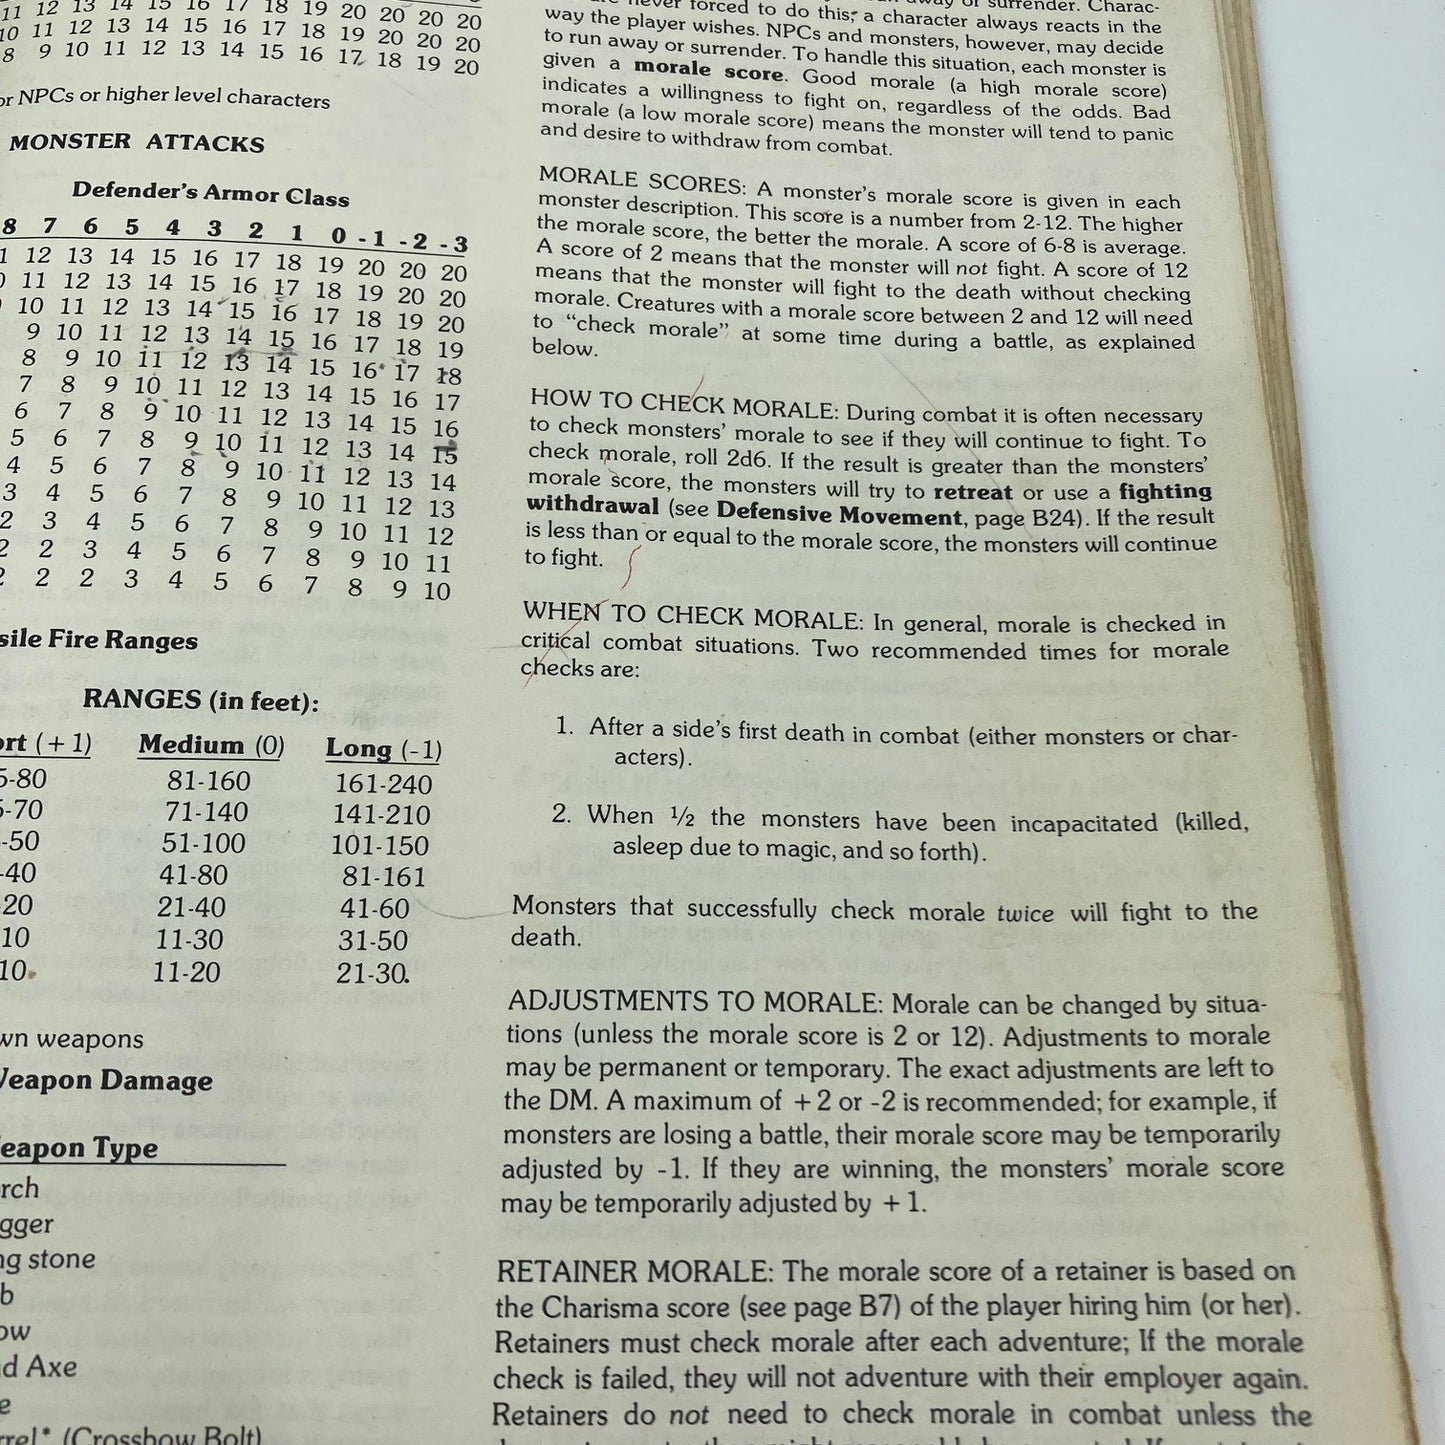 11 12 13 14 15 16 17 18 19 20 20 20 20
10 11 12 13 14 15 16 17 18 19 20 20 20
8 9 10 11 12 13 14 15 16 17 18 19 20
or NPCs or higher level characters
MONSTER ATTACKS
Defender's Armor Class
8 7 6 5 4 3 2 1 0 -1 -2 -3
1 12 13 14 15 16 17 18 19 20 20 20
0 11 12 13 14 15 16 17 18 19 20 20
10 11 12 13 14 15 16 17 18 19 20
9 10 11 12 13 14 15 16 17 18 19
8 9 10 11 12 13 14 15 16 17 18
7 8 9 10 11 12 13 14 15 16 17
6 7 8 9 10 11 12 13 14 15 16
5 6 7 8 9 10 11 12 13 14 15
4 5 6 7 8 9 10 11 12 13 14
3 4 5 6 7 8 9 10 11 12 13
2 3 4 5 6 7 8 9 10 11 12
2 2 3 4 5 6 7 8 9 10 11
2 2 2 3 4 5 6 7 8 9 10
sile Fire Ranges
RANGES (in feet):
ort (+1) Medium (0) Long (-1)
5-80 81-160 161-240
5-70 71-140 141-210
-50 51-100 101-150
-40 41-80 81-161
-20 21-40 41-60
10 11-30 31-50
10 11-20 21-30.
wn weapons
Weapon Damage
eapon Type
rch
gger
ng stone
b
ow
d Axe
e
rrel* (Crossbow Bolt)
never forced to do this; a character always reacts in the
way the player wishes. NPCs and monsters, however, may decide
to run away or surrender. To handle this situation, each monster is
given a morale score. Good morale (a high morale score)
indicates a willingness to fight on, regardless of the odds. Bad
morale (a low morale score) means the monster will tend to panic
and desire to withdraw from combat.
MORALE SCORES: A monster's morale score is given in each
monster description. This score is a number from 2-12. The higher
the morale score, the better the morale. A score of 6-8 is average.
A score of 2 means that the monster will not fight. A score of 12
means that the monster will fight to the death without checking
morale. Creatures with a morale score between 2 and 12 will need
to "check morale" at some time during a battle, as explained
below.
HOW TO CHECK MORALE: During combat it is often necessary
to check monsters' morale to see if they will continue to fight. To
check morale, roll 2d6. If the result is greater than the monsters'
morale score, the monsters will try to retreat or use a fighting
withdrawal (see Defensive Movement, page B24). If the result
is less than or equal to the morale score, the monsters will continue
to fight.
WHEN TO CHECK MORALE: In general, morale is checked in
critical combat situations. Two recommended times for morale
checks are:
1. After a side's first death in combat (either monsters or char-
acters).
2. When ½ the monsters have been incapacitated (killed,
asleep due to magic, and so forth).
Monsters that successfully check morale twice will fight to the
death.
ADJUSTMENTS TO MORALE: Morale can be changed by situa-
tions (unless the morale score is 2 or 12). Adjustments to morale
may be permanent or temporary. The exact adjustments are left to
the DM. A maximum of +2 or -2 is recommended; for example, if
monsters are losing a battle, their morale score may be temporarily
adjusted by -1. If they are winning, the monsters' morale score
may be temporarily adjusted by +1.
RETAINER MORALE: The morale score of a retainer is based on
the Charisma score (see page B7) of the player hiring him (or her).
Retainers must check morale after each adventure; If the morale
check is failed, they will not adventure with their employer again.
Retainers do not need to check morale in combat unless the